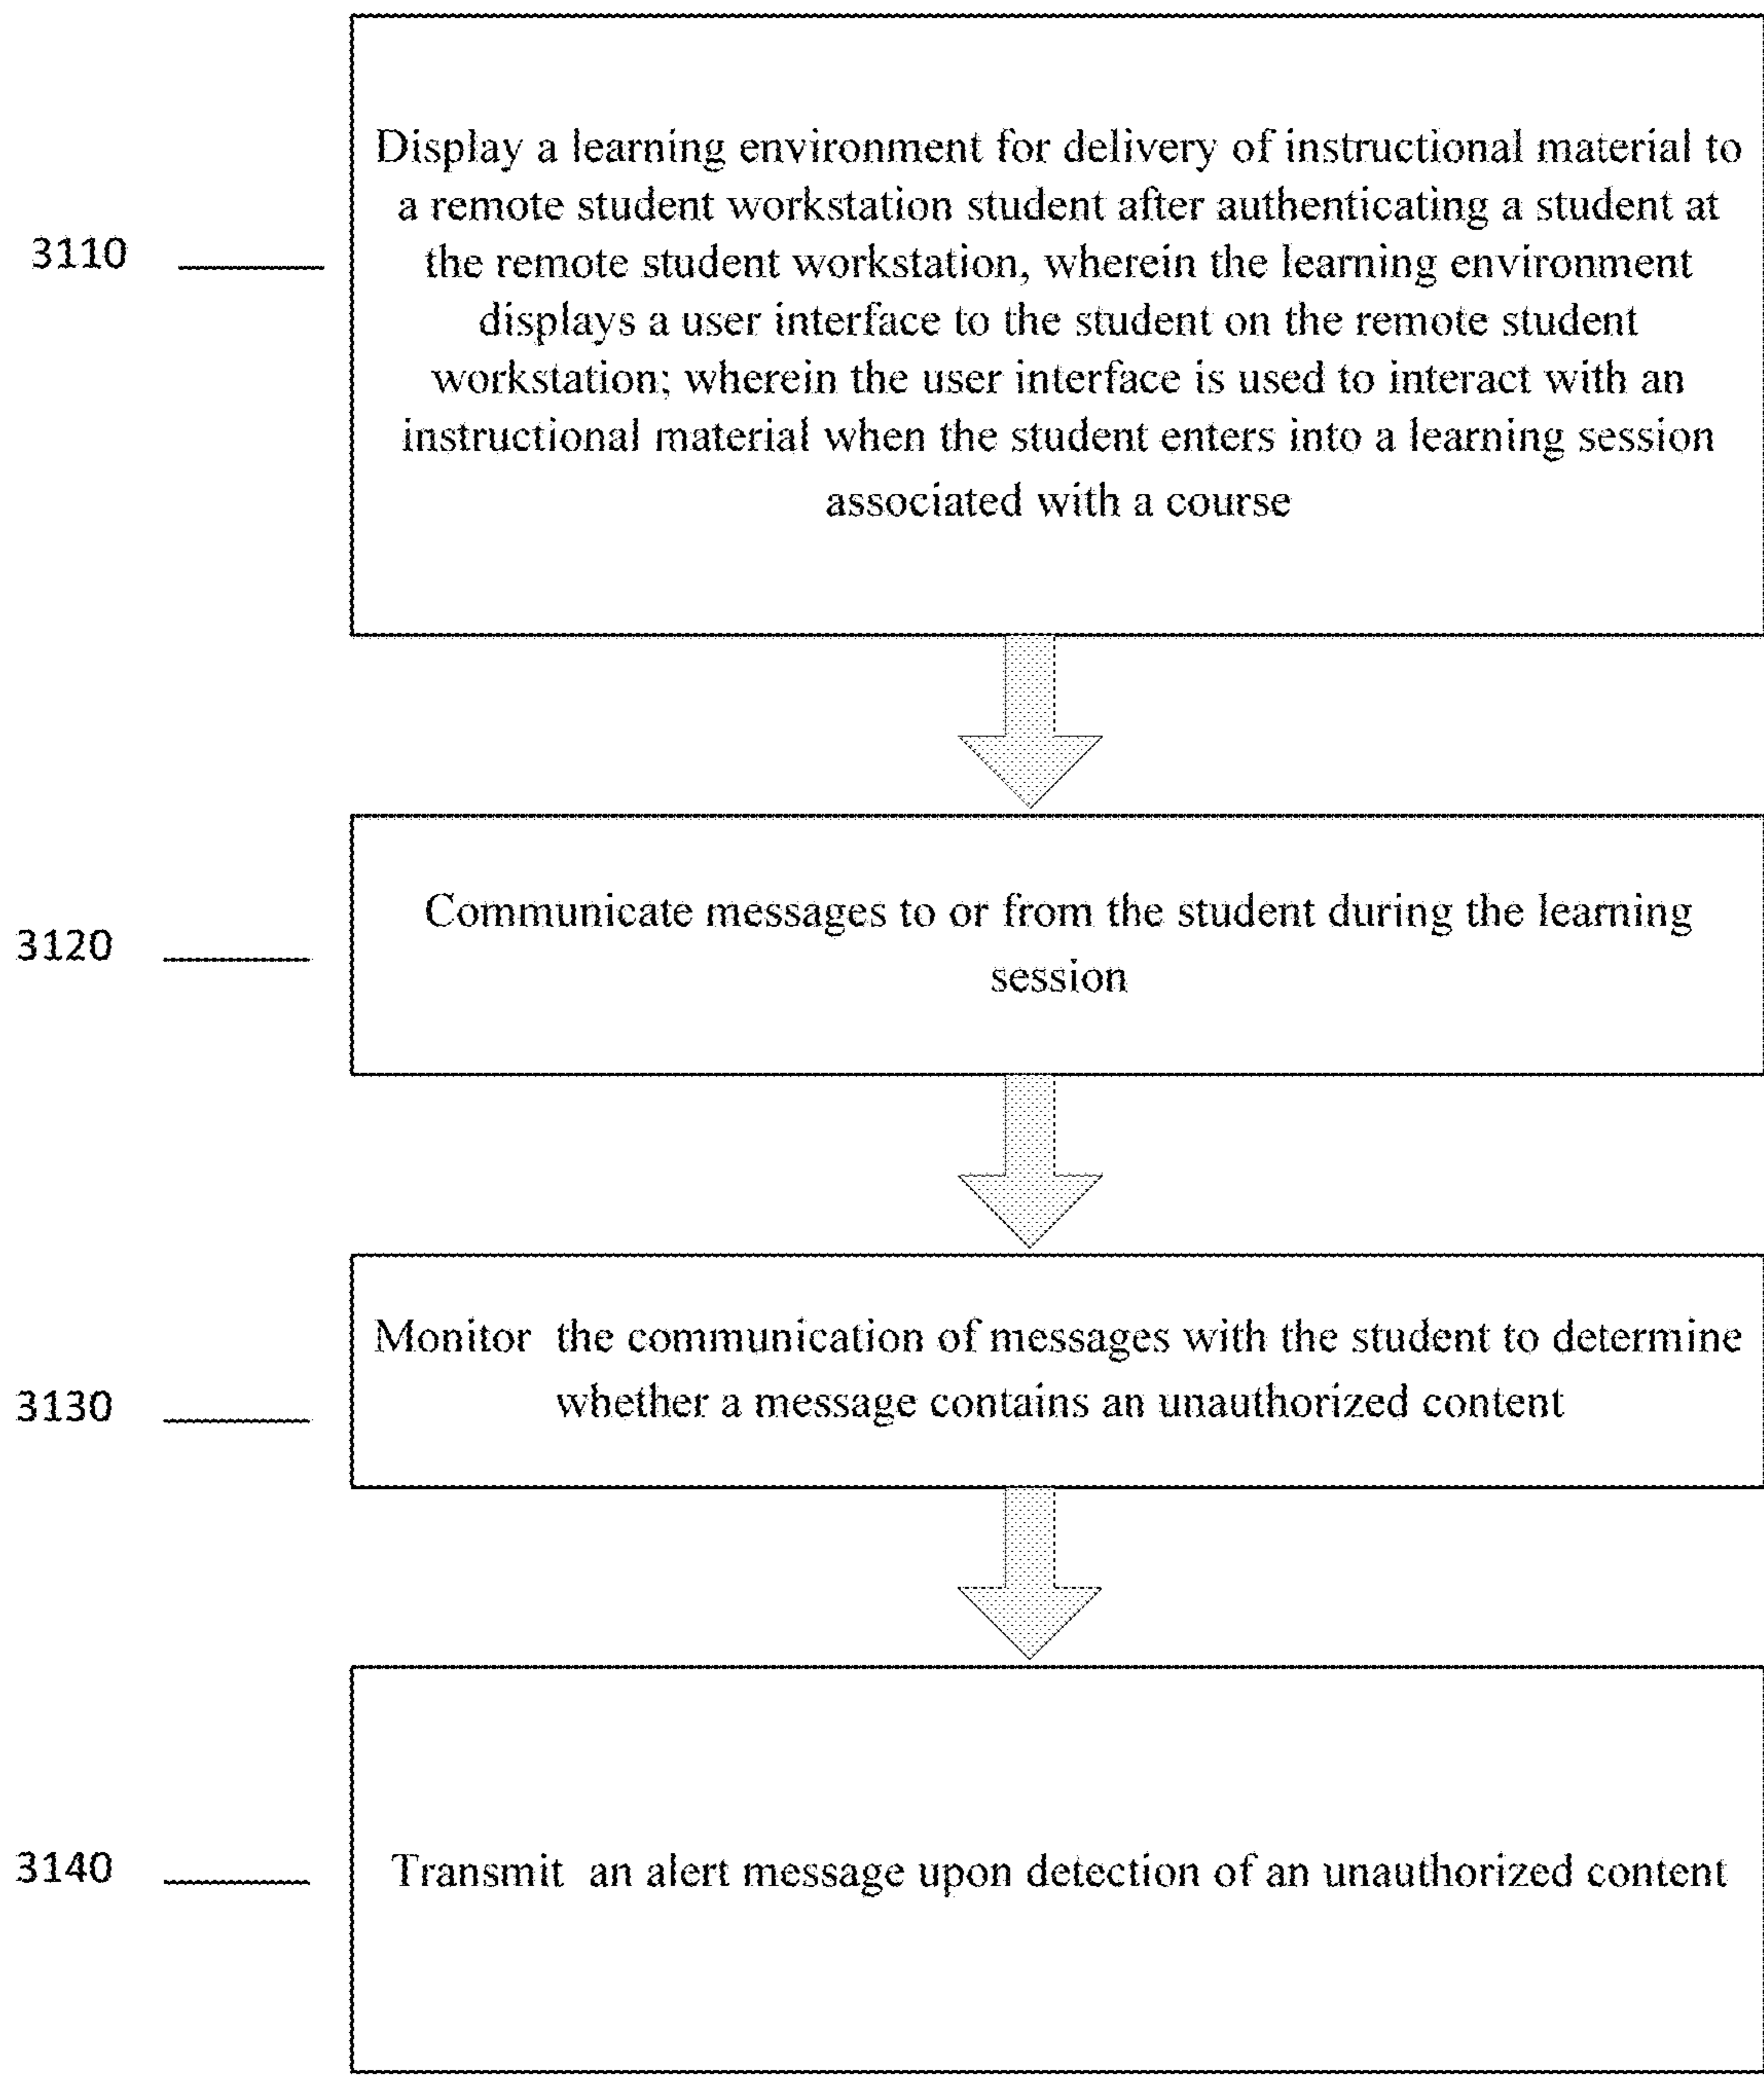 Display a learning environment for delivery of instructional material to
a remote student workstation student after authenticating a student at
3110
the remote student workstation, wherein the learning environment
displays a user interface to the student on the remote student
workstation; wherein the user interface is used to interact with an
instructional material when the student enters into a learning session
associated with a course
3120
Communicate messages to or from the student during the learning
session
3130
Monitor the communication of messages with the student to determine
whether a message contains an unauthorized content
3140
Transmit an alert message upon detection of an unauthorized content